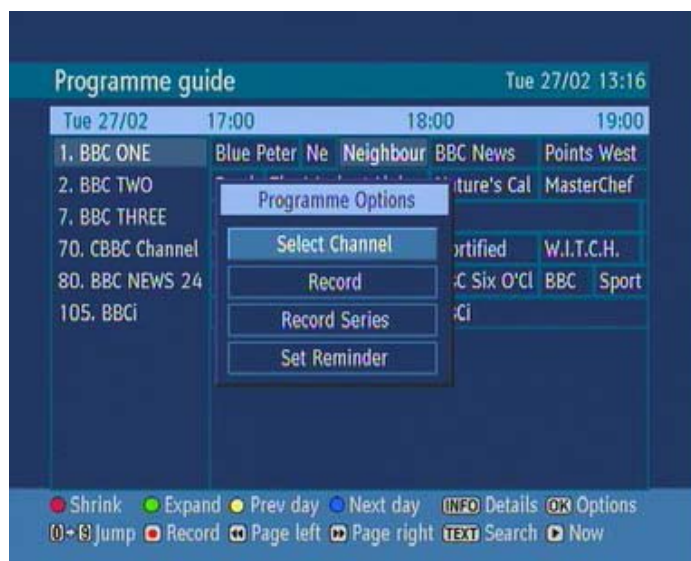 Programme guide Tue 27/02 13:16
Tue 27/02 17:00 18:00 19:00
1. BBC ONE Blue Peter Ne Neighbour BBC News Points West
2. BBC TWO ture's Cal MasterChef
Programme Options
7. BBC THREE
Select Channel
70. CBBC Channel ortified W.I.T.C.H.
Record
80. BBC NEWS 24 C Six O'Cl BBC Sport
Record Series
105. BBCi Ci
Set Reminder
Shrink Expand Prev day Next day INFO Details OK Options
0→9 Jump Record Page left Page right TEXT Search Now